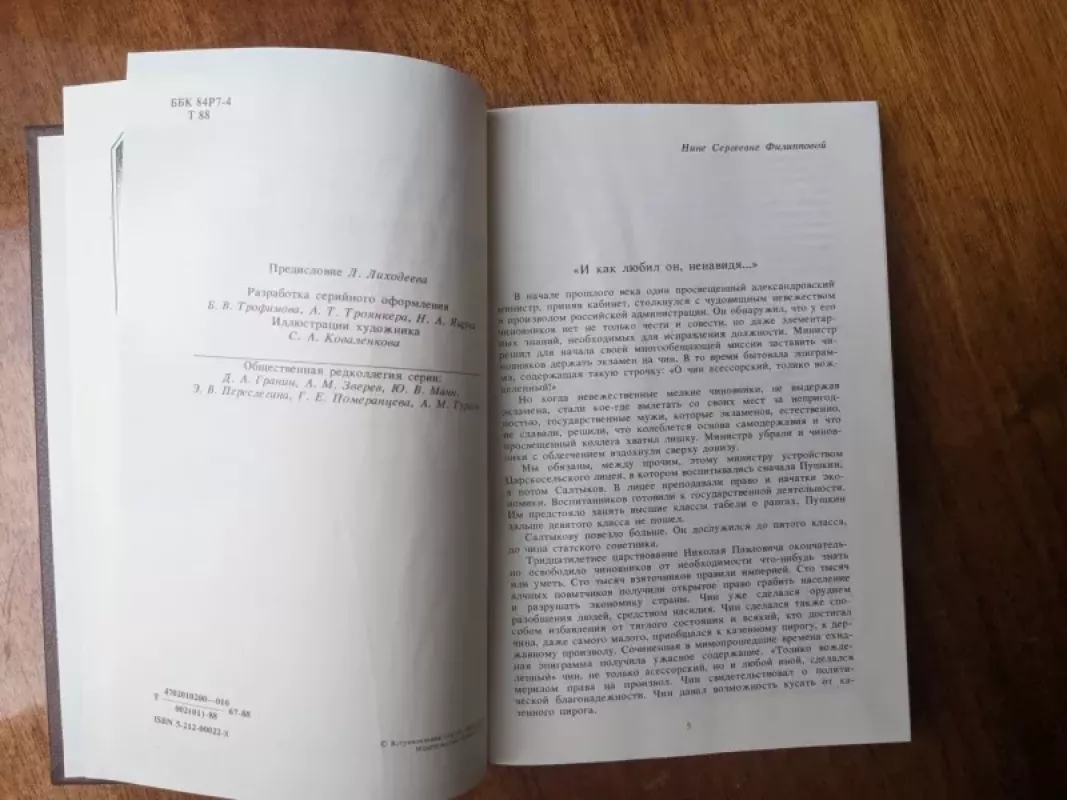 ББК 84Р7-4
Т 88
Предисловие Л. Лиходеева
Разработка серийного оформления
Б. В. Трофимова, А. Т. Троянкера, Н. А.
Иллюстрации художника
С. А. Коваленкова
Общественная редколлегия серии:
Д. А. Гранин, А. М. Зверев, Ю. В. Манн,
Э. В. Переслегина, Г. Е. Померанцева, А. М.
Т 4702010200—016
002(01)-88 67-88
ISBN 5-212-00022-X
©
Нине Сергеевне Филипповой
«И как любил он, ненавидя...»
В начале прошлого века один просвещенный александровский
министр, приняв кабинет, столкнулся с чудовищным невежеством
и произволом российской администрации. Он обнаружил, что у его
чиновников нет не только чести и совести, но даже элементар-
ных знаний, необходимых для исправления должности. Министр
решил для начала своей многообещающей миссии заставить чи-
новников держать экзамен на чин. В то время бытовала эпиграм-
ма, содержащая такую строчку: «О чин асессорский, толико вож-
деленный!»
Но когда невежественные мелкие чиновники, не выдержав
экзамена, стали кое-где вылетать со своих мест за непригод-
ностью, государственные мужи, которые экзаменов, естественно,
не сдавали, решили, что колеблется основа самодержавия и что
просвещенный коллега хватил лишку. Министра убрали и чинов-
ники с облегчением вздохнули сверху донизу.
Мы обязаны, между прочим, этому министру устройством
Царскосельского лицея, в котором воспитывались сначала Пушкин,
а потом Салтыков. В лицее преподавали право и начатки эко-
номики. Воспитанников готовили к государственной деятельности.
Им предстояло занять высшие классы табели о рангах. Пушкин
дальше девятого класса не пошел.
Салтыкову повезло больше. Он дослужился до пятого класса,
до чина статского советника.
Тридцатилетнее царствование Николая Павловича окончатель-
но освободило чиновников от необходимости что-нибудь знать
или уметь. Сто тысяч взяточников правили империей. Сто тысяч
алчных повытчиков получили открытое право грабить население
и разрушать экономику страны. Чин уже сделался орудием
разобщения людей, средством насилия. Чин сделался также спо-
собом избавления от тяглого состояния и всякий, кто достигал
чина, даже самого малого, приобщался к казенному пирогу, к дер-
жавному произволу. Сочиненная в мимопрошедшие времена ехид-
ная эпиграмма получила ужасное содержание. «Толико вожде-
ленный» чин, не только асессорский, но и любой иной, сделался
мерилом права на произвол. Чин свидетельствовал о полити-
ческой благонадежности. Чин давал возможность кусать от ка-
зенного пирога.
5